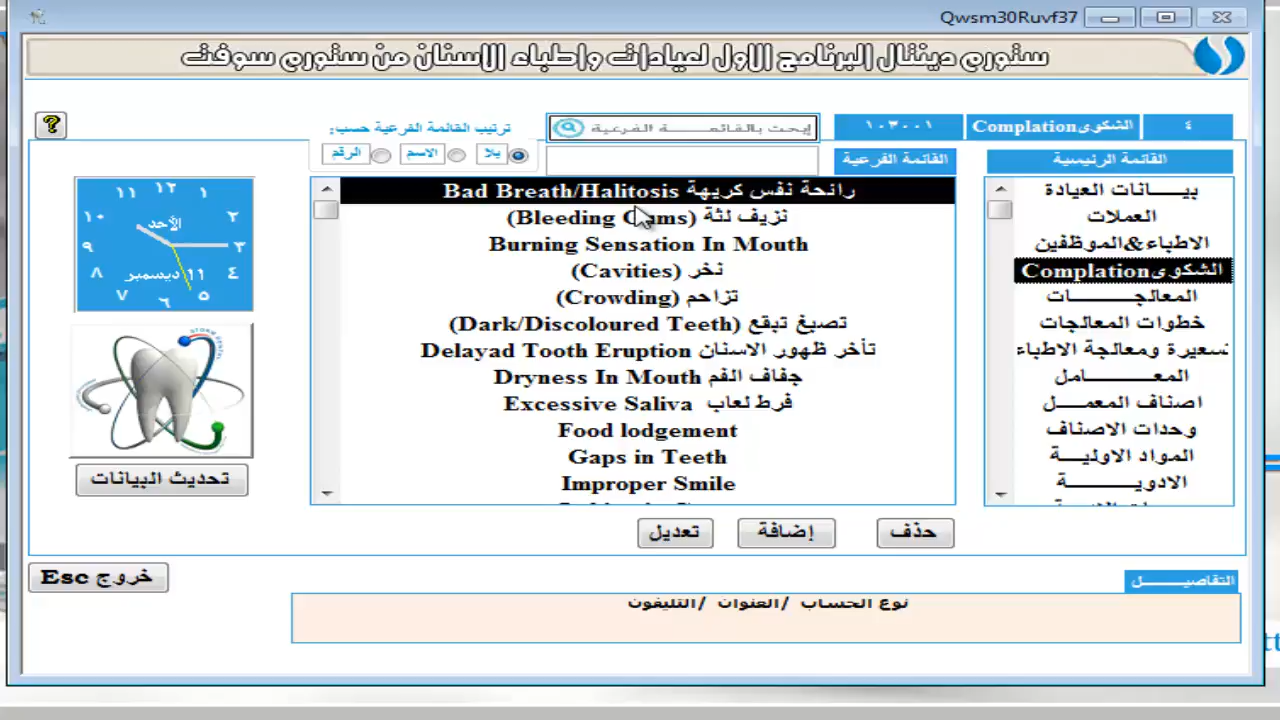 Qwsm30Ruvf37
ستورم دينتال البرنامج الاول لعيادات واطباء الاسنان من ستورم سوفت
٤
الشكوىComplation
١٠٣٠٠١
إبحث بالقائمة الفرعية
ترتيب القائمة الفرعية حسب:
بلا
الاسم
الرقم
?
القائمة الرئيسية
القائمة الفرعية
بيانات العيادة
العملات
الاطباء&الموظفين
الشكوىComplation
المعالجات
خطوات المعالجات
تسعيرة ومعالجة الاطباء
المعامل
اصناف المعمل
وحدات الاصناف
المواد الاولية
الادوية
Bad Breath/Halitosis رائحة نفس كريهة
(Bleeding Gums) نزيف لثة
Burning Sensation In Mouth
(Cavities) نخر
(Crowding) تزاحم
(Dark/Discoloured Teeth) تصبغ تبقع
Delayad Tooth Eruption تأخر ظهور الاسنان
Dryness In Mouth جفاف الفم
Excessive Saliva فرط لعاب
Food lodgement
Gaps in Teeth
Improper Smile
١٢
١
٢
٣
٤
٥
٦
٧
٨
٩
١٠
١١
الأحد
١١ ديسمبر
STORM DENTAL
تحديث البيانات
حذف
إضافة
تعديل
خروج Esc
التفاصيل
نوع الحساب /العنوان /التليفون